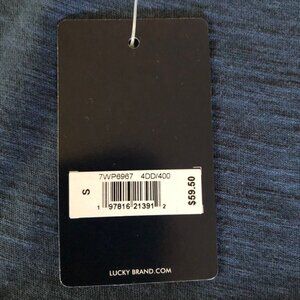 7WP6967 4DD/400
S
$59.50
1 97816 21391 2
LUCKY BRAND.COM